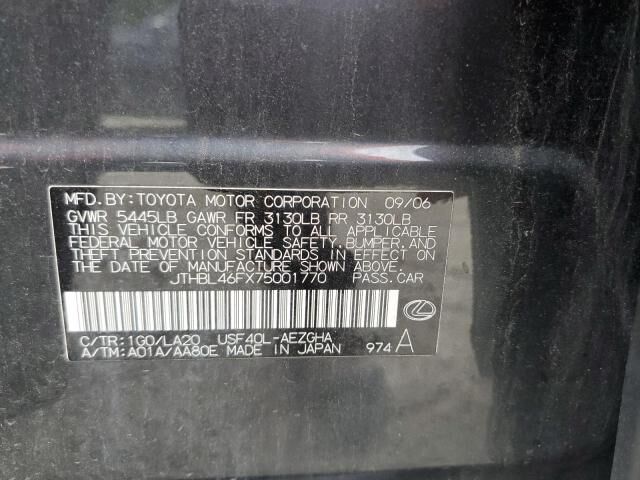 MFD.BY:TOYOTA MOTOR CORPORATION 09/06
GVWR 5445LB GAWR FR 3130LB RR 3130LB
THIS VEHICLE CONFORMS TO ALL APPLICABLE
FEDERAL MOTOR VEHICLE SAFETY, BUMPER, AND
THEFT PREVENTION STANDARDS IN EFFECT ON
THE DATE OF MANUFACTURE SHOWN ABOVE.
JTHBL46FX75001770 PASS.CAR
C/TR:1G0/LA20 USF40L-AEZGHA
A/TM:A01A/AA80E MADE IN JAPAN 974A